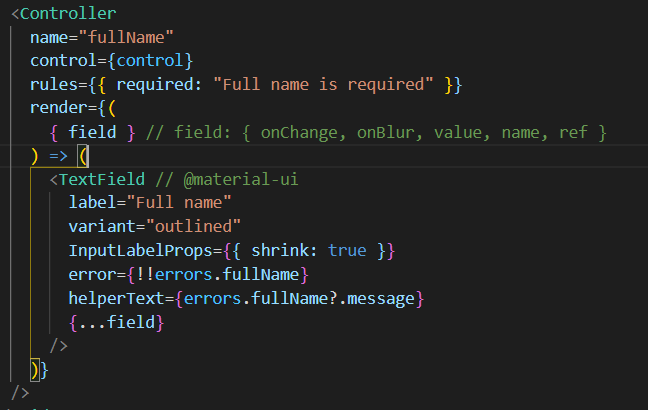 <Controller
name="fullName"
control={control}
rules={{ required: "Full name is required" }}
render={(
{ field } // field: { onChange, onBlur, value, name, ref }
) => (
<TextField // @material-ui
label="Full name"
variant="outlined"
InputLabelProps={{ shrink: true }}
error={!!errors.fullName}
helperText={errors.fullName?.message}
{...field}
/>
)}
/>